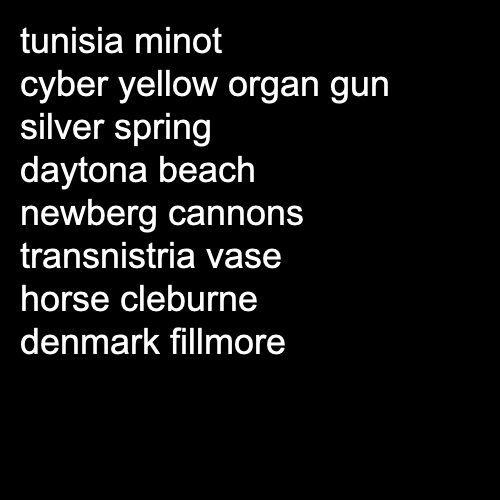 tunisia minot
cyber yellow organ gun
silver spring
daytona beach
newberg cannons
transnistria vase
horse cleburne
denmark fillmore